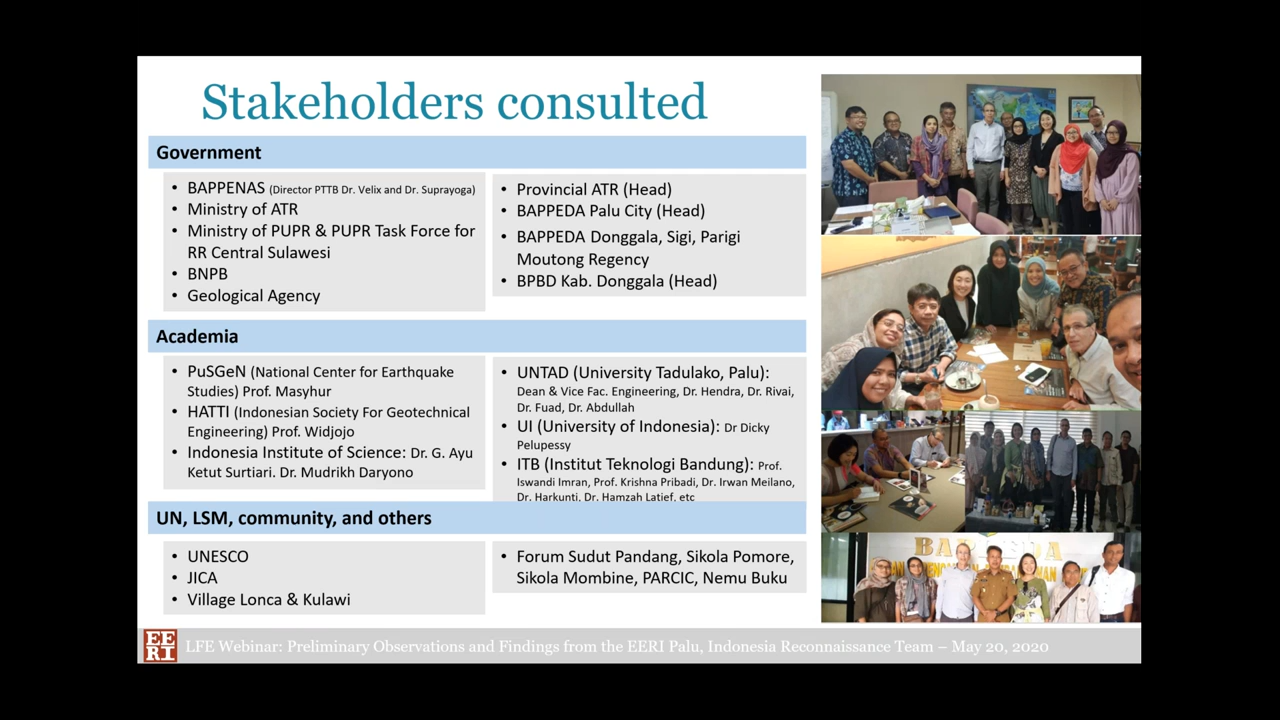 Stakeholders consulted
Government
• BAPPENAS (Director PTTB Dr. Velix and Dr. Suprayoga)
• Ministry of ATR
• Ministry of PUPR & PUPR Task Force for
RR Central Sulawesi
• BNPB
• Geological Agency
• Provincial ATR (Head)
• BAPPEDA Palu City (Head)
• BAPPEDA Donggala, Sigi, Parigi
Moutong Regency
• BPBD Kab. Donggala (Head)
Academia
• PuSGeN (National Center for Earthquake
Studies) Prof. Masyhur
• HATTI (Indonesian Society For Geotechnical
Engineering) Prof. Widjojo
• Indonesia Institute of Science: Dr. G. Ayu
Ketut Surtiari. Dr. Mudrikh Daryono
• UNTAD (University Tadulako, Palu):
Dean & Vice Fac. Engineering, Dr. Hendra, Dr. Rivai,
Dr. Fuad, Dr. Abdullah
• UI (University of Indonesia): Dr Dicky
Pelupessy
• ITB (Institut Teknologi Bandung): Prof.
Iswandi Imran, Prof. Krishna Pribadi, Dr. Irwan Meilano,
Dr. Harkunti, Dr. Hamzah Latief, etc
UN, LSM, community, and others
• UNESCO
• JICA
• Village Lonca & Kulawi
• Forum Sudut Pandang, Sikola Pomore,
Sikola Mombine, PARCIC, Nemu Buku
BAPPEDA
EE
RI
LFE Webinar: Preliminary Observations and Findings from the EERI Palu, Indonesia Reconnaissance Team – May 20, 2020